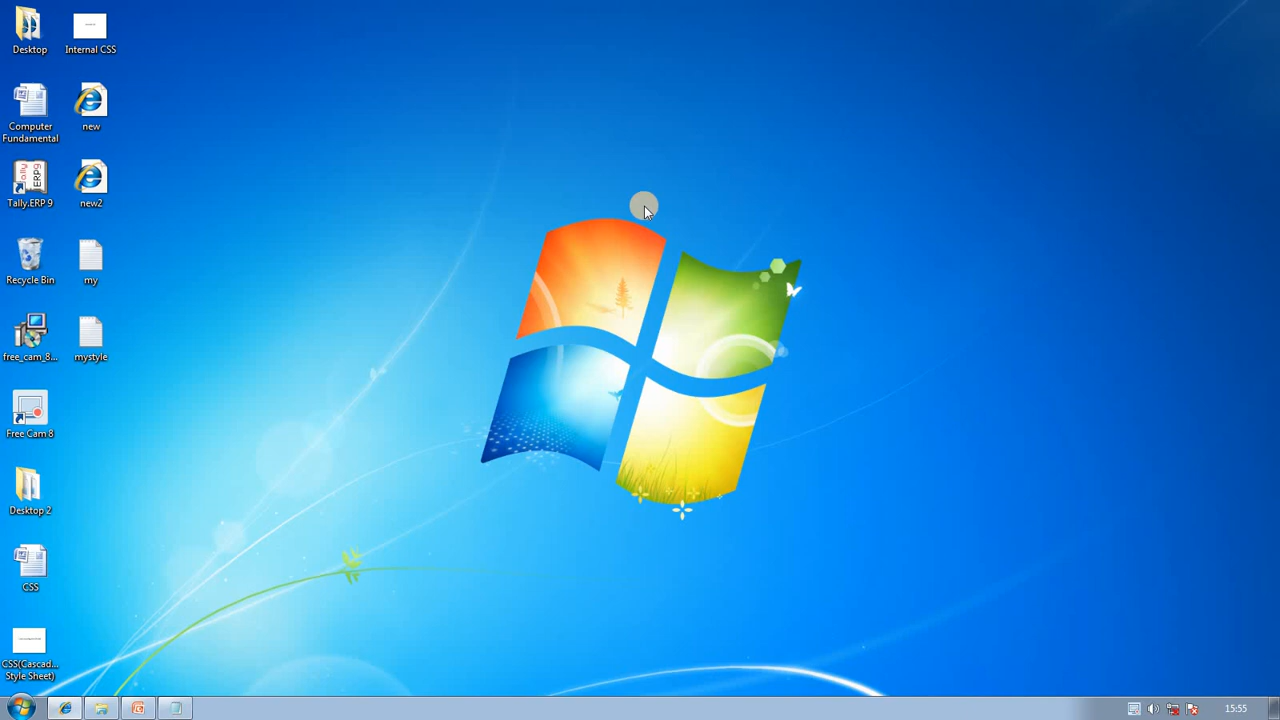 Desktop
Internal CSS
Computer
Fundamental
new
Tally.ERP 9
new2
Recycle Bin
my
free_cam_8...
mystyle
Free Cam 8
Desktop 2
CSS
CSS(Cascad...
Style Sheet)
15:55